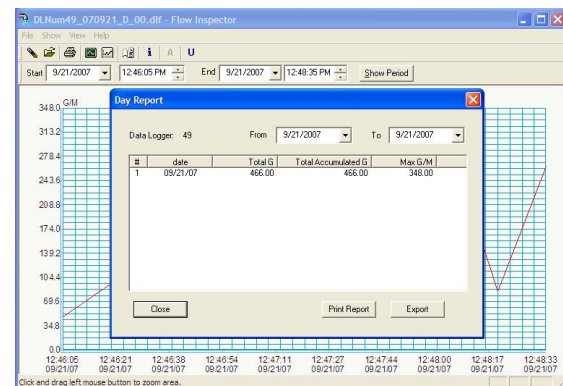 DLNum49_070921_D_00.dlf - Flow Inspector
File Show View Help
i A U
Start 9/21/2007 12:46:05 PM End 9/21/2007 12:48:35 PM Show Period
G/M
348.0
313.2
278.4
243.6
208.8
174.0
139.2
104.4
69.6
34.8
0.0
Day Report
Data Logger: 49 From 9/21/2007 To 9/21/2007
# date Total G Total Accumulated G Max G/M
1 09/21/07 466.00 466.00 348.00
Close Print Report Export
12:46:05 12:46:21 12:46:38 12:46:54 12:47:11 12:47:27 12:47:44 12:48:00 12:48:17 12:48:33
09/21/07 09/21/07 09/21/07 09/21/07 09/21/07 09/21/07 09/21/07 09/21/07 09/21/07 09/21/07
Click and drag left mouse button to zoom area.